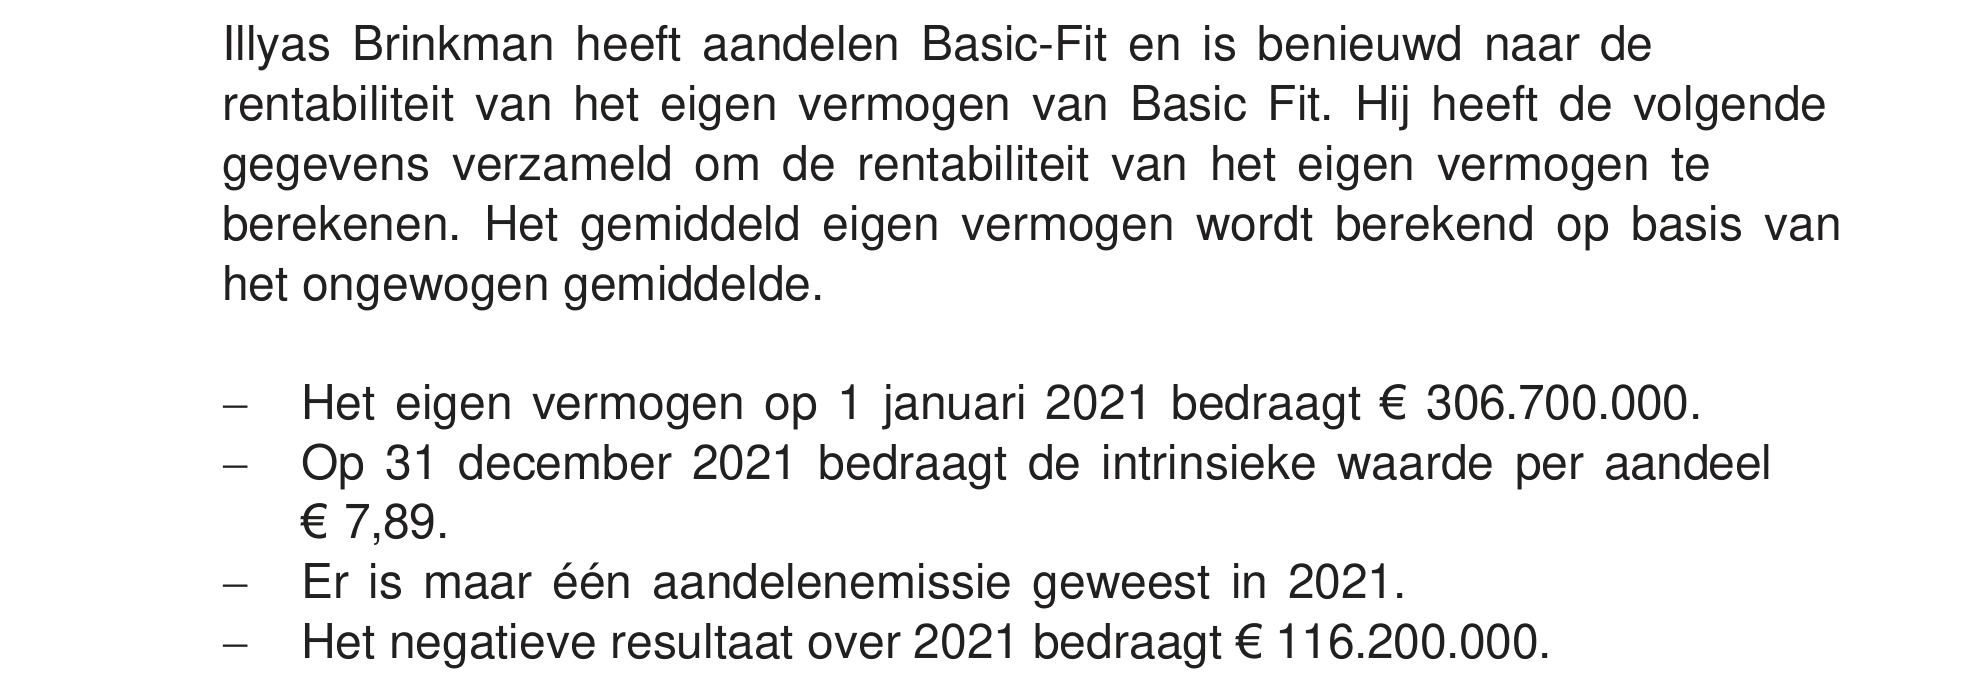 Illyas Brinkman heeft aandelen Basic-Fit en is benieuwd naar de
rentabiliteit van het eigen vermogen van Basic Fit. Hij heeft de volgende
gegevens verzameld om de rentabiliteit van het eigen vermogen te
berekenen. Het gemiddeld eigen vermogen wordt berekend op basis van
het ongewogen gemiddelde.
– Het eigen vermogen op 1 januari 2021 bedraagt € 306.700.000.
– Op 31 december 2021 bedraagt de intrinsieke waarde per aandeel
€ 7,89.
– Er is maar één aandelenemissie geweest in 2021.
– Het negatieve resultaat over 2021 bedraagt € 116.200.000.